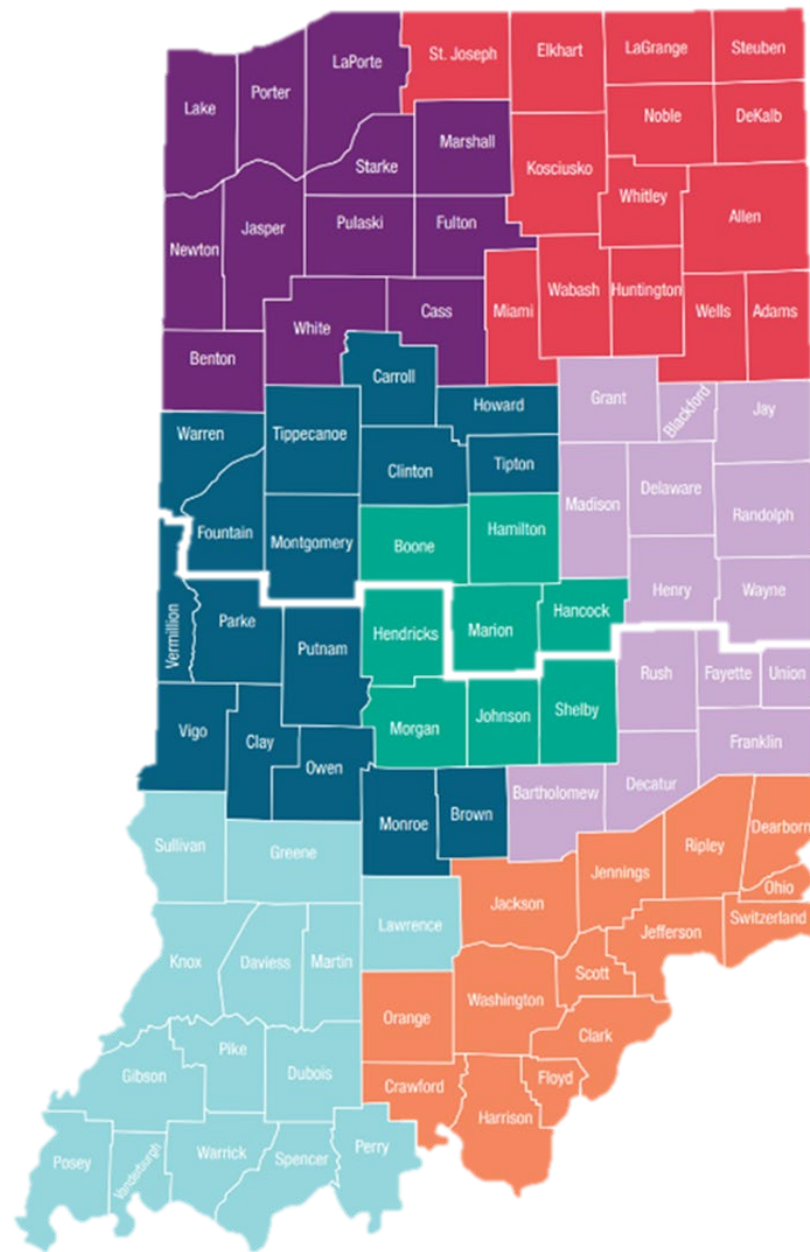 St. Joseph
Elkhart
LaGrange
Steuben
LaPorte
Porter
Lake
Noble
DeKalb
Marshall
Starke
Kosciusko
Whitley
Allen
Pulaski
Fulton
Jasper
Newton
Wabash
Huntington
Miami
Wells
Adams
Cass
White
Benton
Carroll
Grant
Blackford
Jay
Howard
Warren
Tippecanoe
Clinton
Tipton
Madison
Delaware
Randolph
Fountain
Montgomery
Boone
Hamilton
Henry
Wayne
Vermillion
Parke
Putnam
Hendricks
Marion
Hancock
Rush
Fayette
Union
Vigo
Clay
Owen
Morgan
Johnson
Shelby
Franklin
Decatur
Bartholomew
Monroe
Brown
Sullivan
Greene
Dearborn
Ripley
Jennings
Ohio
Jackson
Lawrence
Switzerland
Jefferson
Knox
Daviess
Martin
Scott
Washington
Orange
Clark
Gibson
Pike
Dubois
Crawford
Floyd
Harrison
Posey
Vanderburgh
Warrick
Spencer
Perry